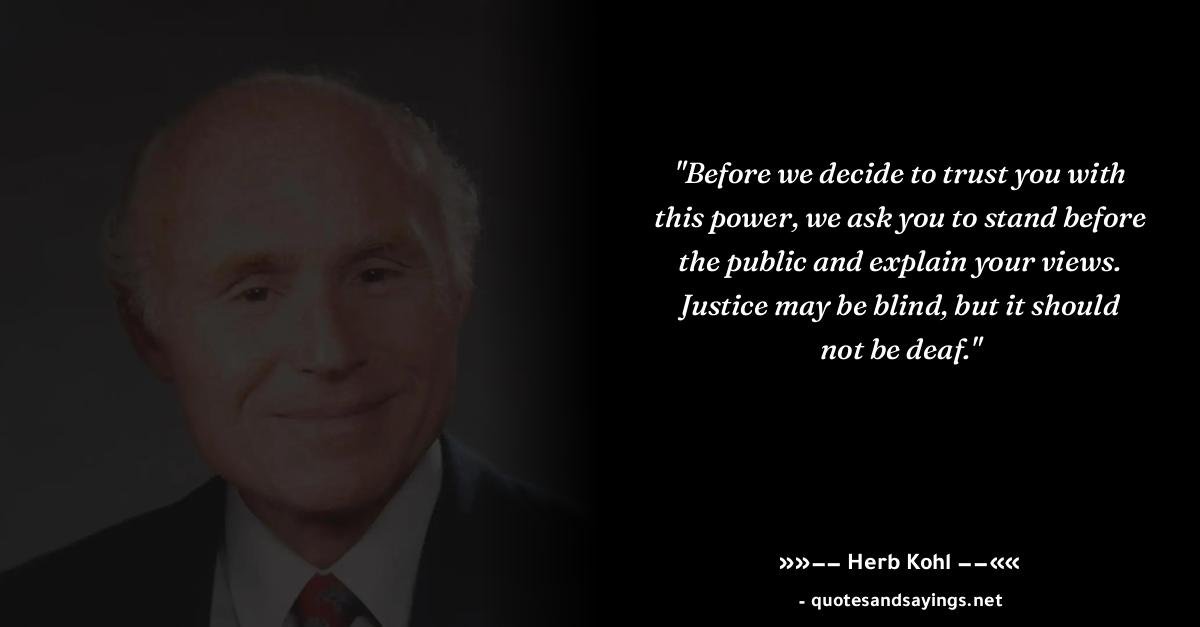 "Before we decide to trust you with
this power, we ask you to stand before
the public and explain your views.
Justice may be blind, but it should
not be deaf."
»»–– Herb Kohl ––««
- quotesandsayings.net